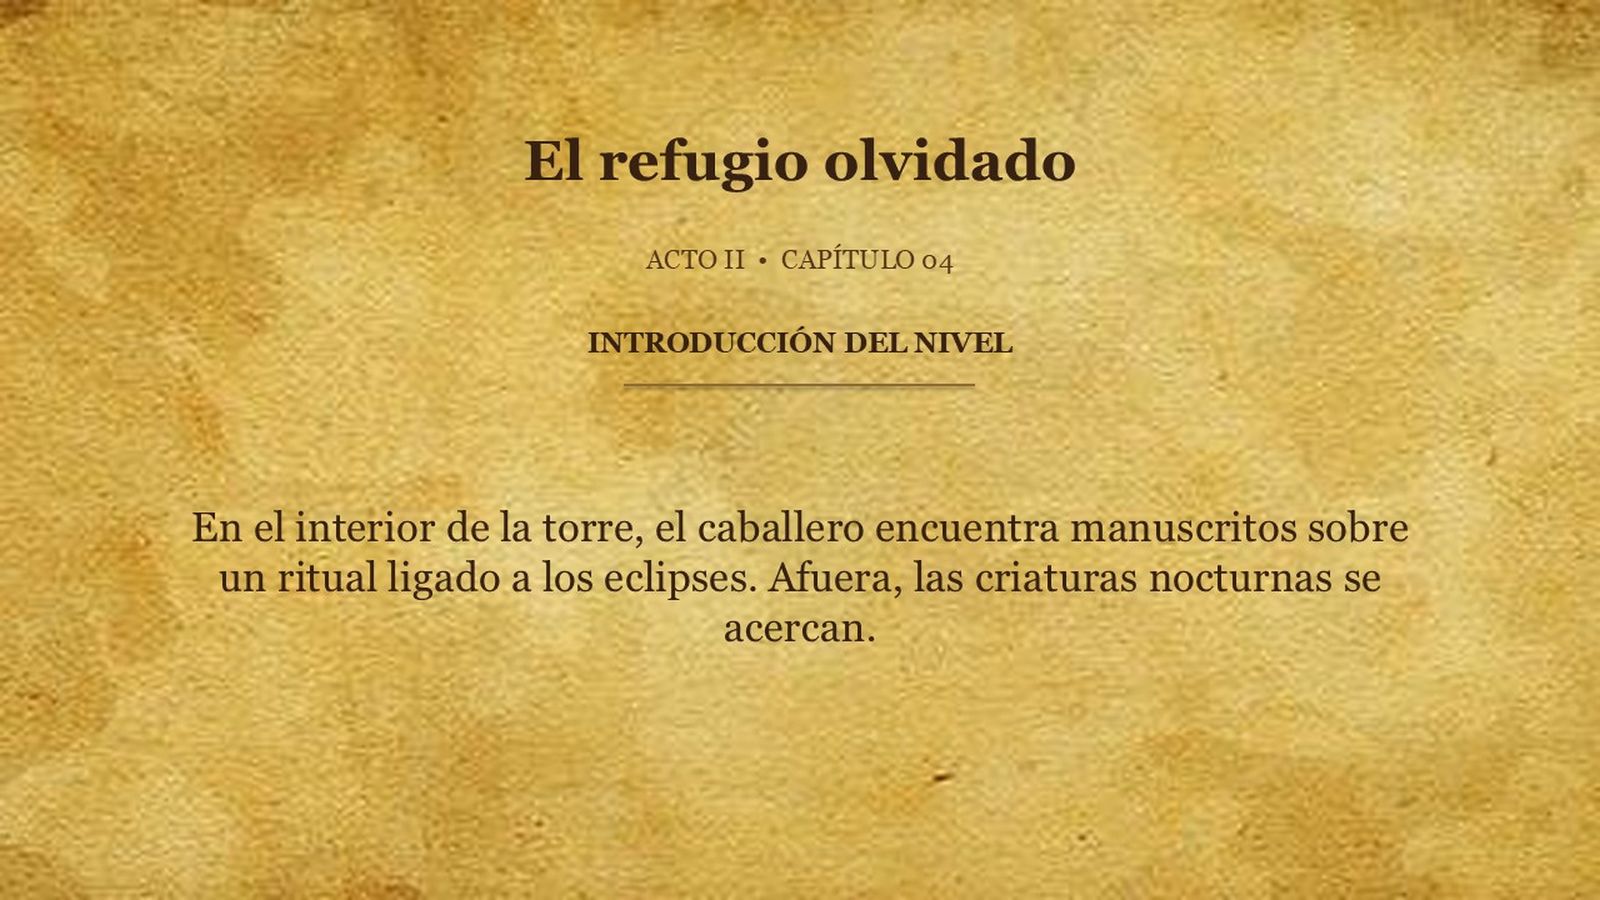 El refugio olvidado
ACTO II • CAPÍTULO 04
INTRODUCCIÓN DEL NIVEL
En el interior de la torre, el caballero encuentra manuscritos sobre
un ritual ligado a los eclipses. Afuera, las criaturas nocturnas se
acercan.